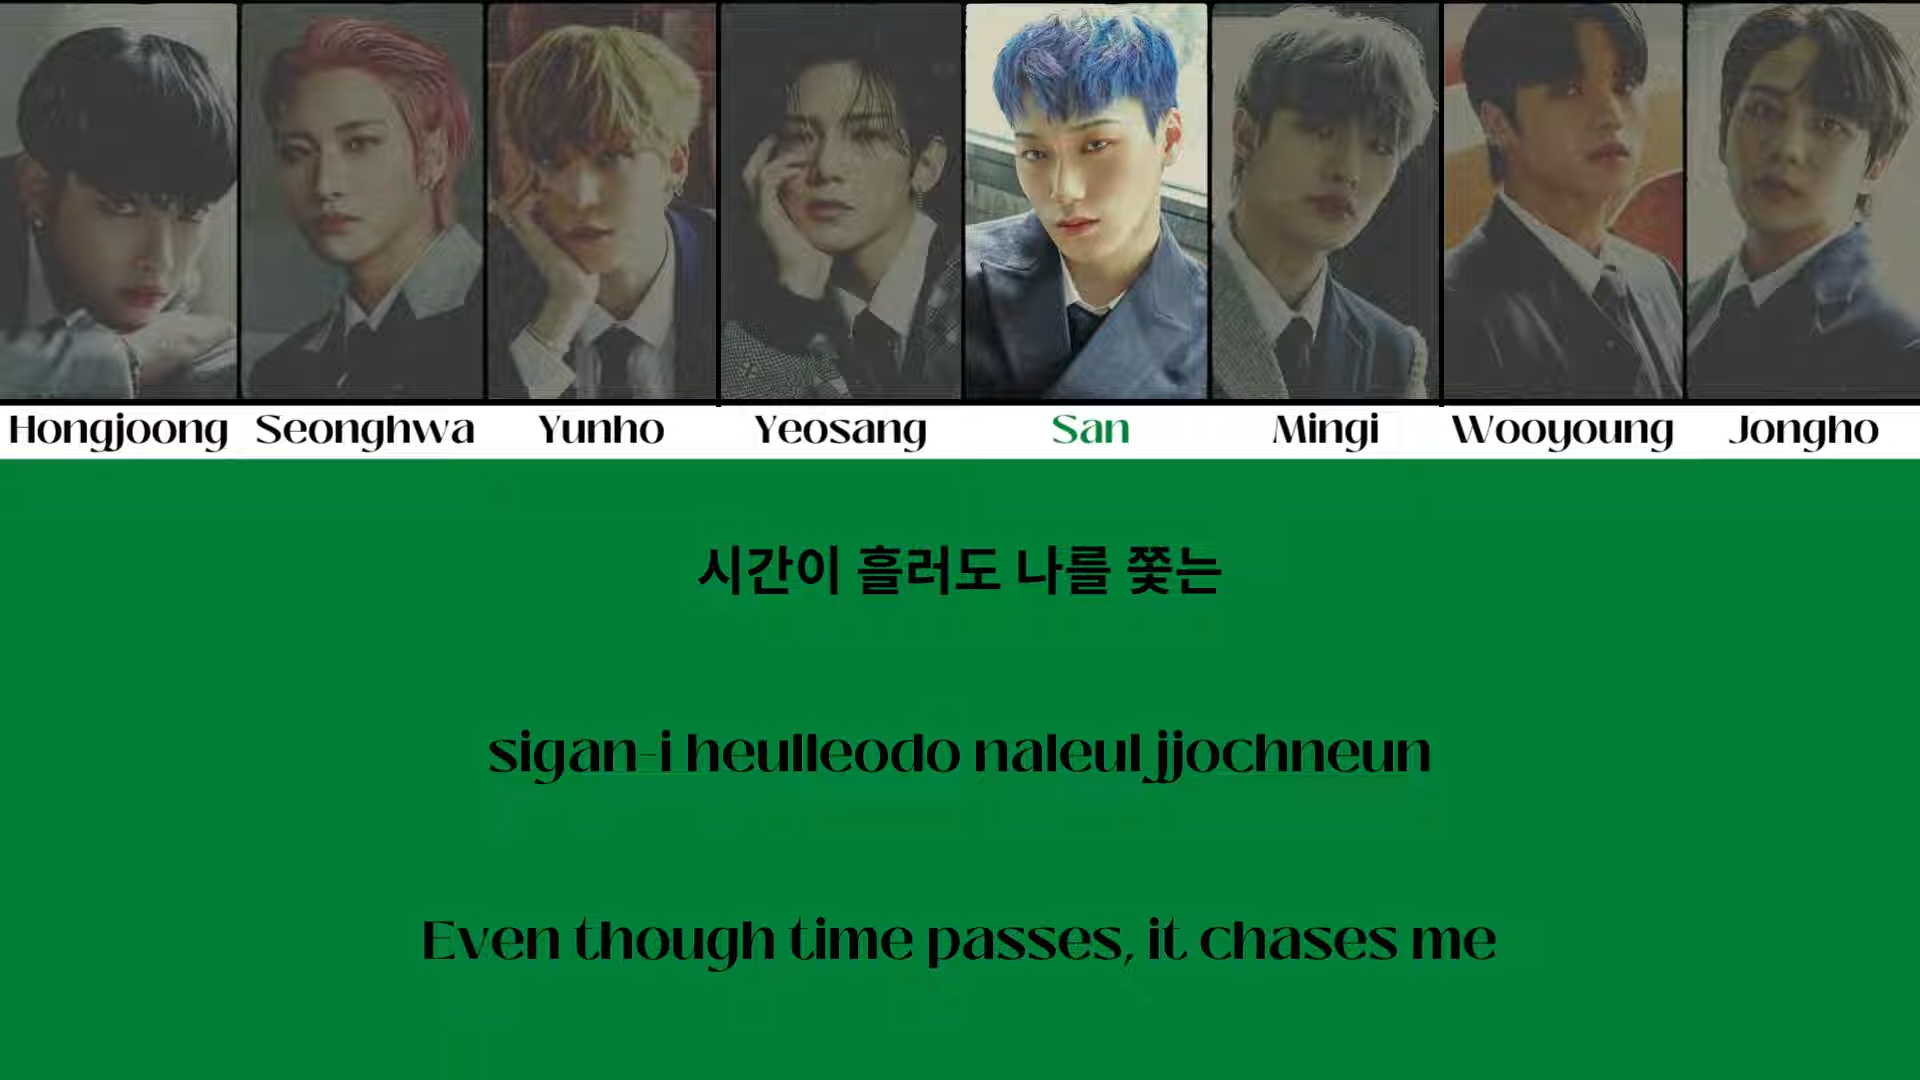 Hongjoong Seonghwa Yunho Yeosang San Mingi Wooyoung Jongho
시간이 흘러도 나를 쫓는
sigan-i heulleodo naleul jjochneun
Even though time passes, it chases me